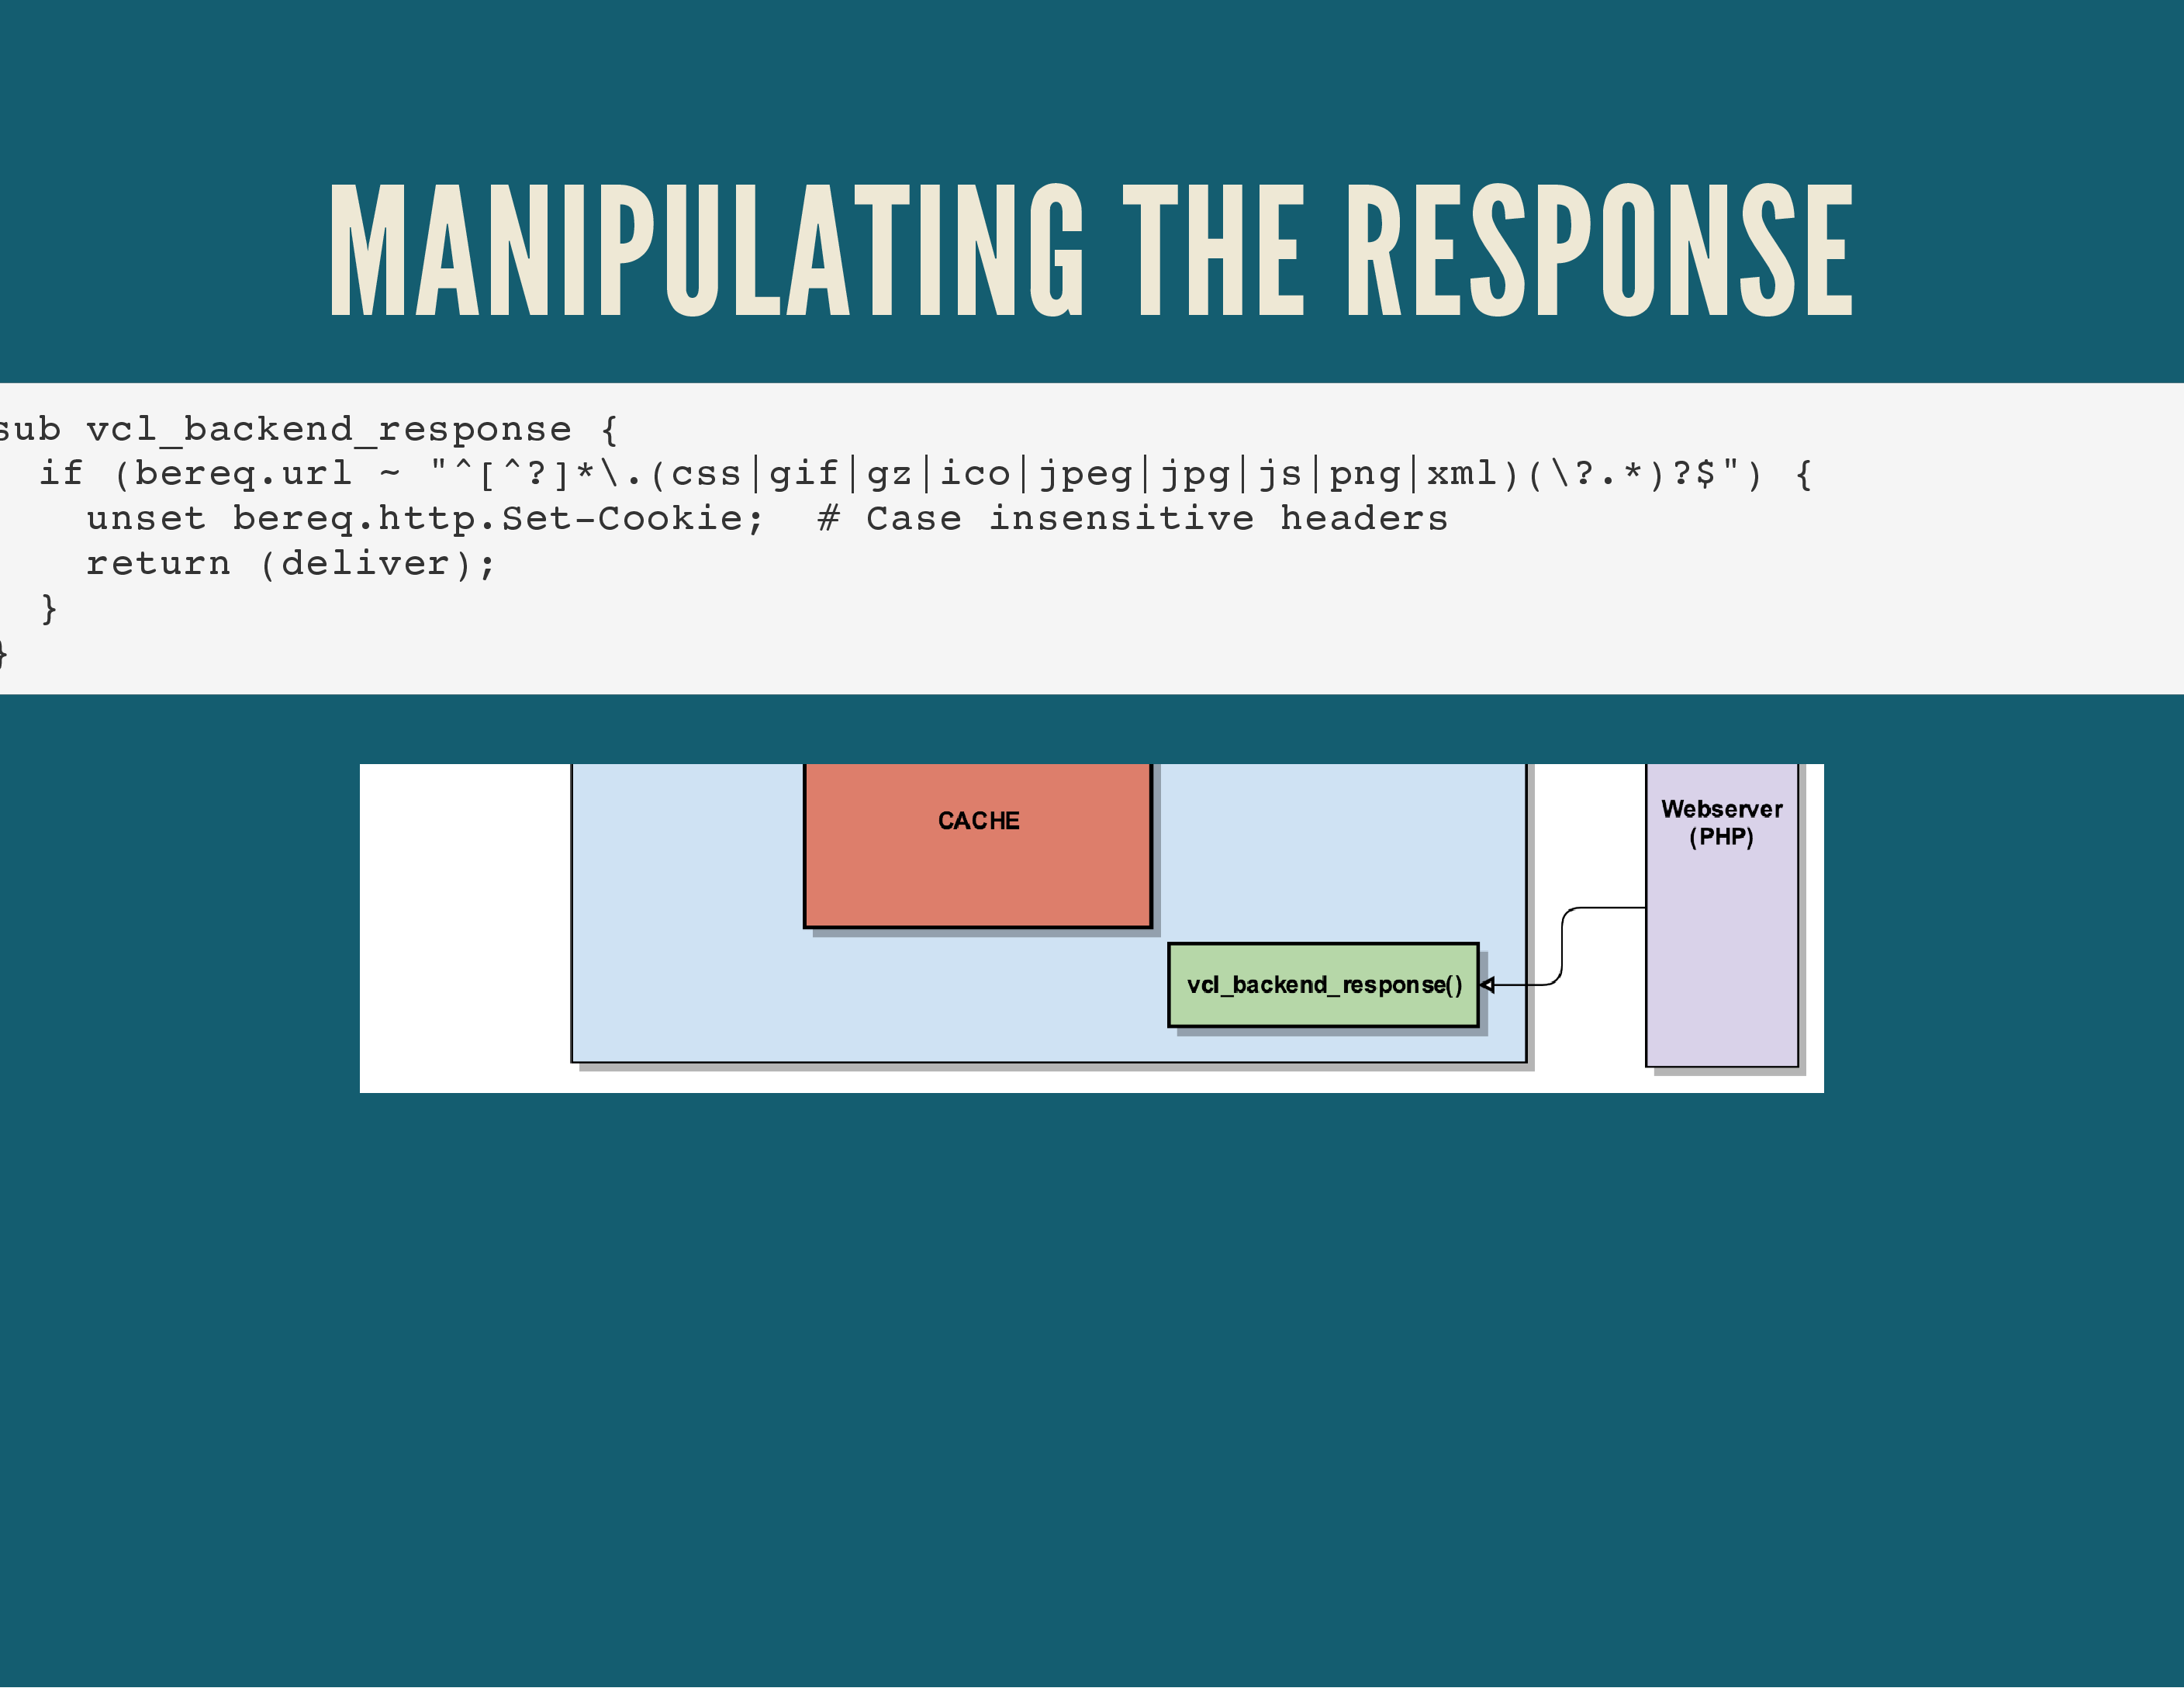 MANIPULATING THE RESPONSE
sub vcl_backend_response {
  if (bereq.url ~ "^[^?]*\.(css|gif|gz|ico|jpeg|jpg|js|png|xml)(\?.*)?$") {
    unset bereq.http.Set-Cookie;  # Case insensitive headers
    return (deliver);
  }
}
CACHE
Webserver
(PHP)
vcl_backend_response()